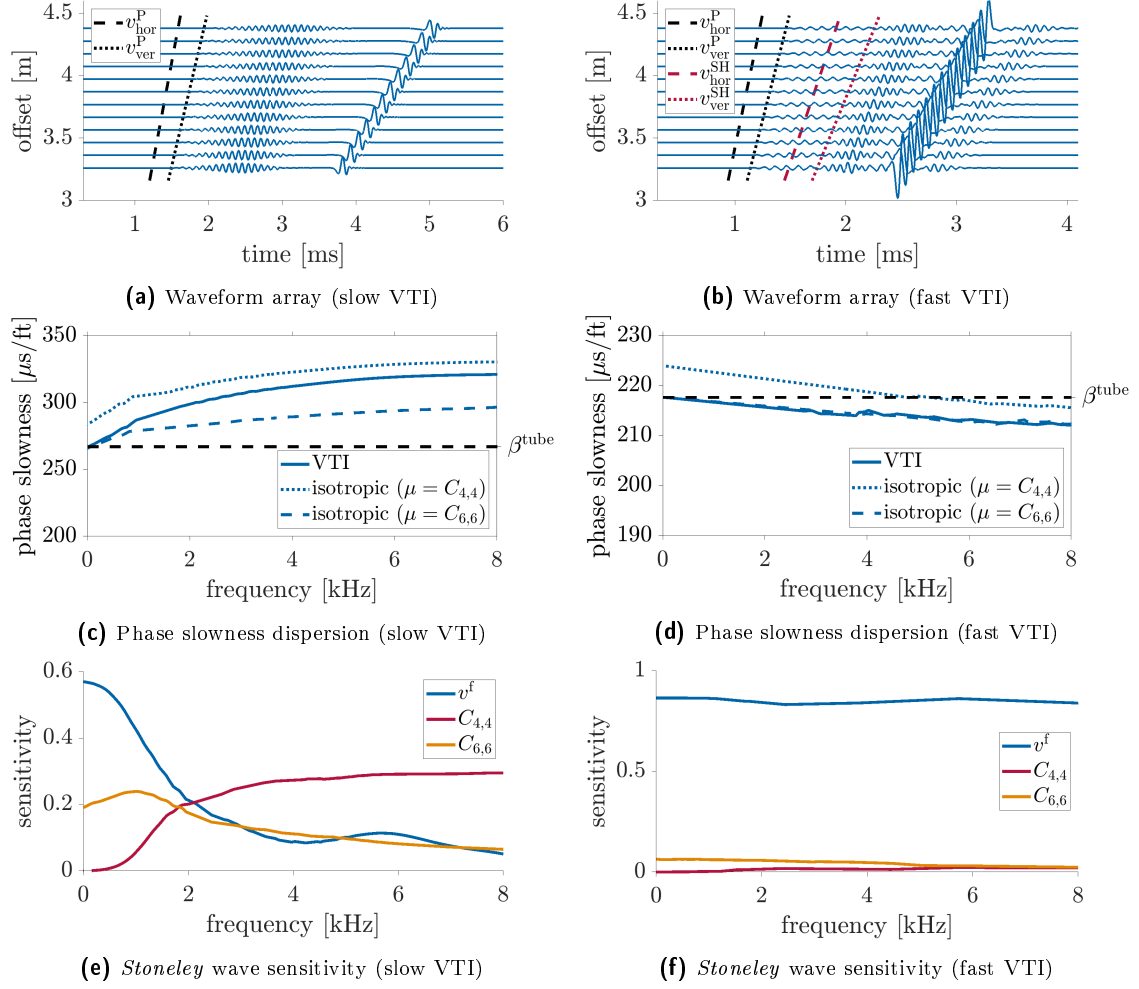 4.5
4
3.5
3
offset [m]
v^P_hor
v^P_ver
1 2 3 4 5 6
time [ms]
(a) Waveform array (slow VTI)
4.5
4
3.5
3
offset [m]
v^P_hor
v^P_ver
v^SH_hor
v^SH_ver
1 2 3 4
time [ms]
(b) Waveform array (fast VTI)
350
300
250
200
phase slowness [μs/ft]
β^tube
VTI
isotropic (μ = C_4,4)
isotropic (μ = C_6,6)
0 2 4 6 8
frequency [kHz]
(c) Phase slowness dispersion (slow VTI)
230
220
210
200
190
phase slowness [μs/ft]
β^tube
VTI
isotropic (μ = C_4,4)
isotropic (μ = C_6,6)
0 2 4 6 8
frequency [kHz]
(d) Phase slowness dispersion (fast VTI)
0.6
0.4
0.2
0
sensitivity
v^f
C_4,4
C_6,6
0 2 4 6 8
frequency [kHz]
(e) Stoneley wave sensitivity (slow VTI)
1
0.5
0
sensitivity
v^f
C_4,4
C_6,6
0 2 4 6 8
frequency [kHz]
(f) Stoneley wave sensitivity (fast VTI)